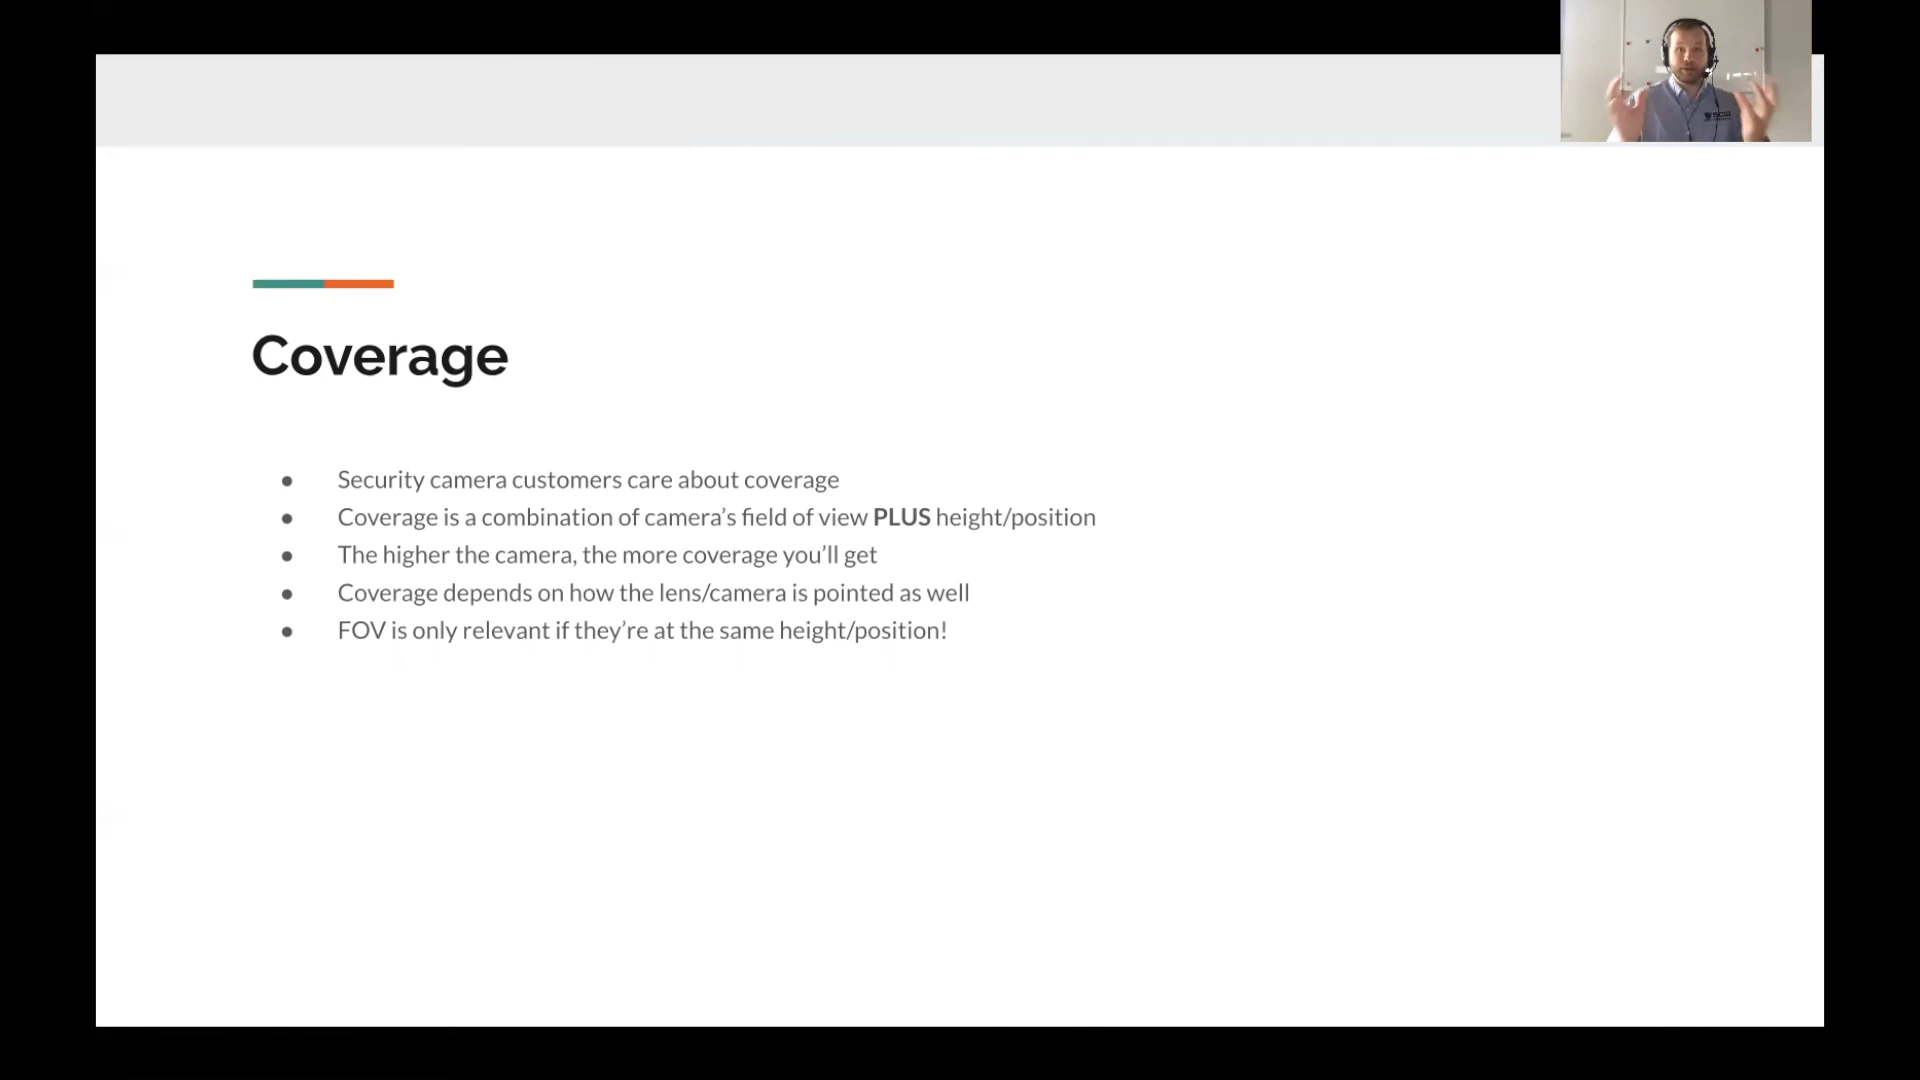 Coverage
● Security camera customers care about coverage
● Coverage is a combination of camera’s field of view PLUS height/position
● The higher the camera, the more coverage you’ll get
● Coverage depends on how the lens/camera is pointed as well
● FOV is only relevant if they’re at the same height/position!